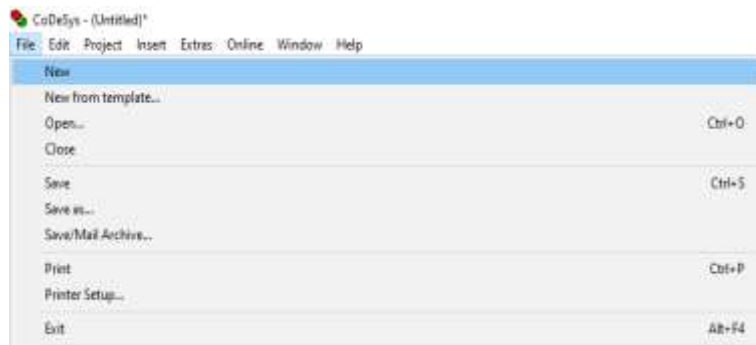 CoDeSys - (Untitled)*
File Edit Project Insert Extras Online Window Help
New
New from template...
Open... Ctrl+O
Close
Save Ctrl+S
Save as...
Save/Mail Archive...
Print Ctrl+P
Printer Setup...
Exit Alt+F4